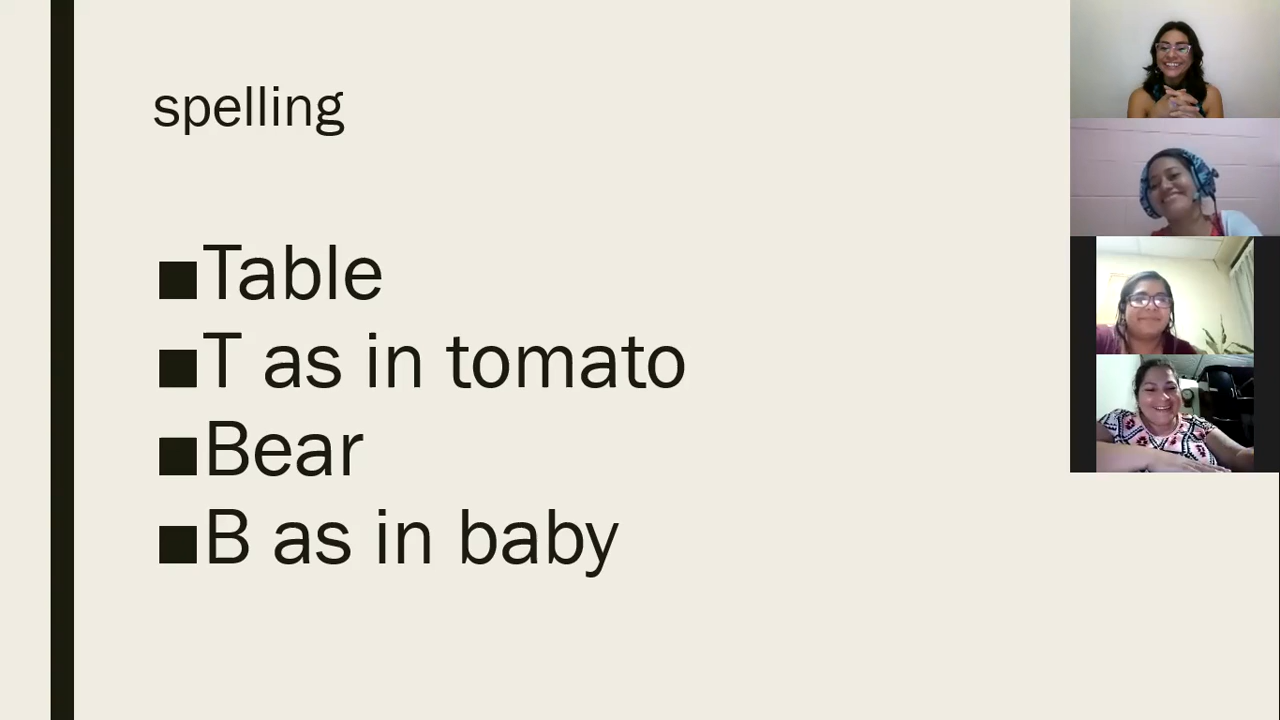 spelling
■Table
■T as in tomato
■Bear
■B as in baby